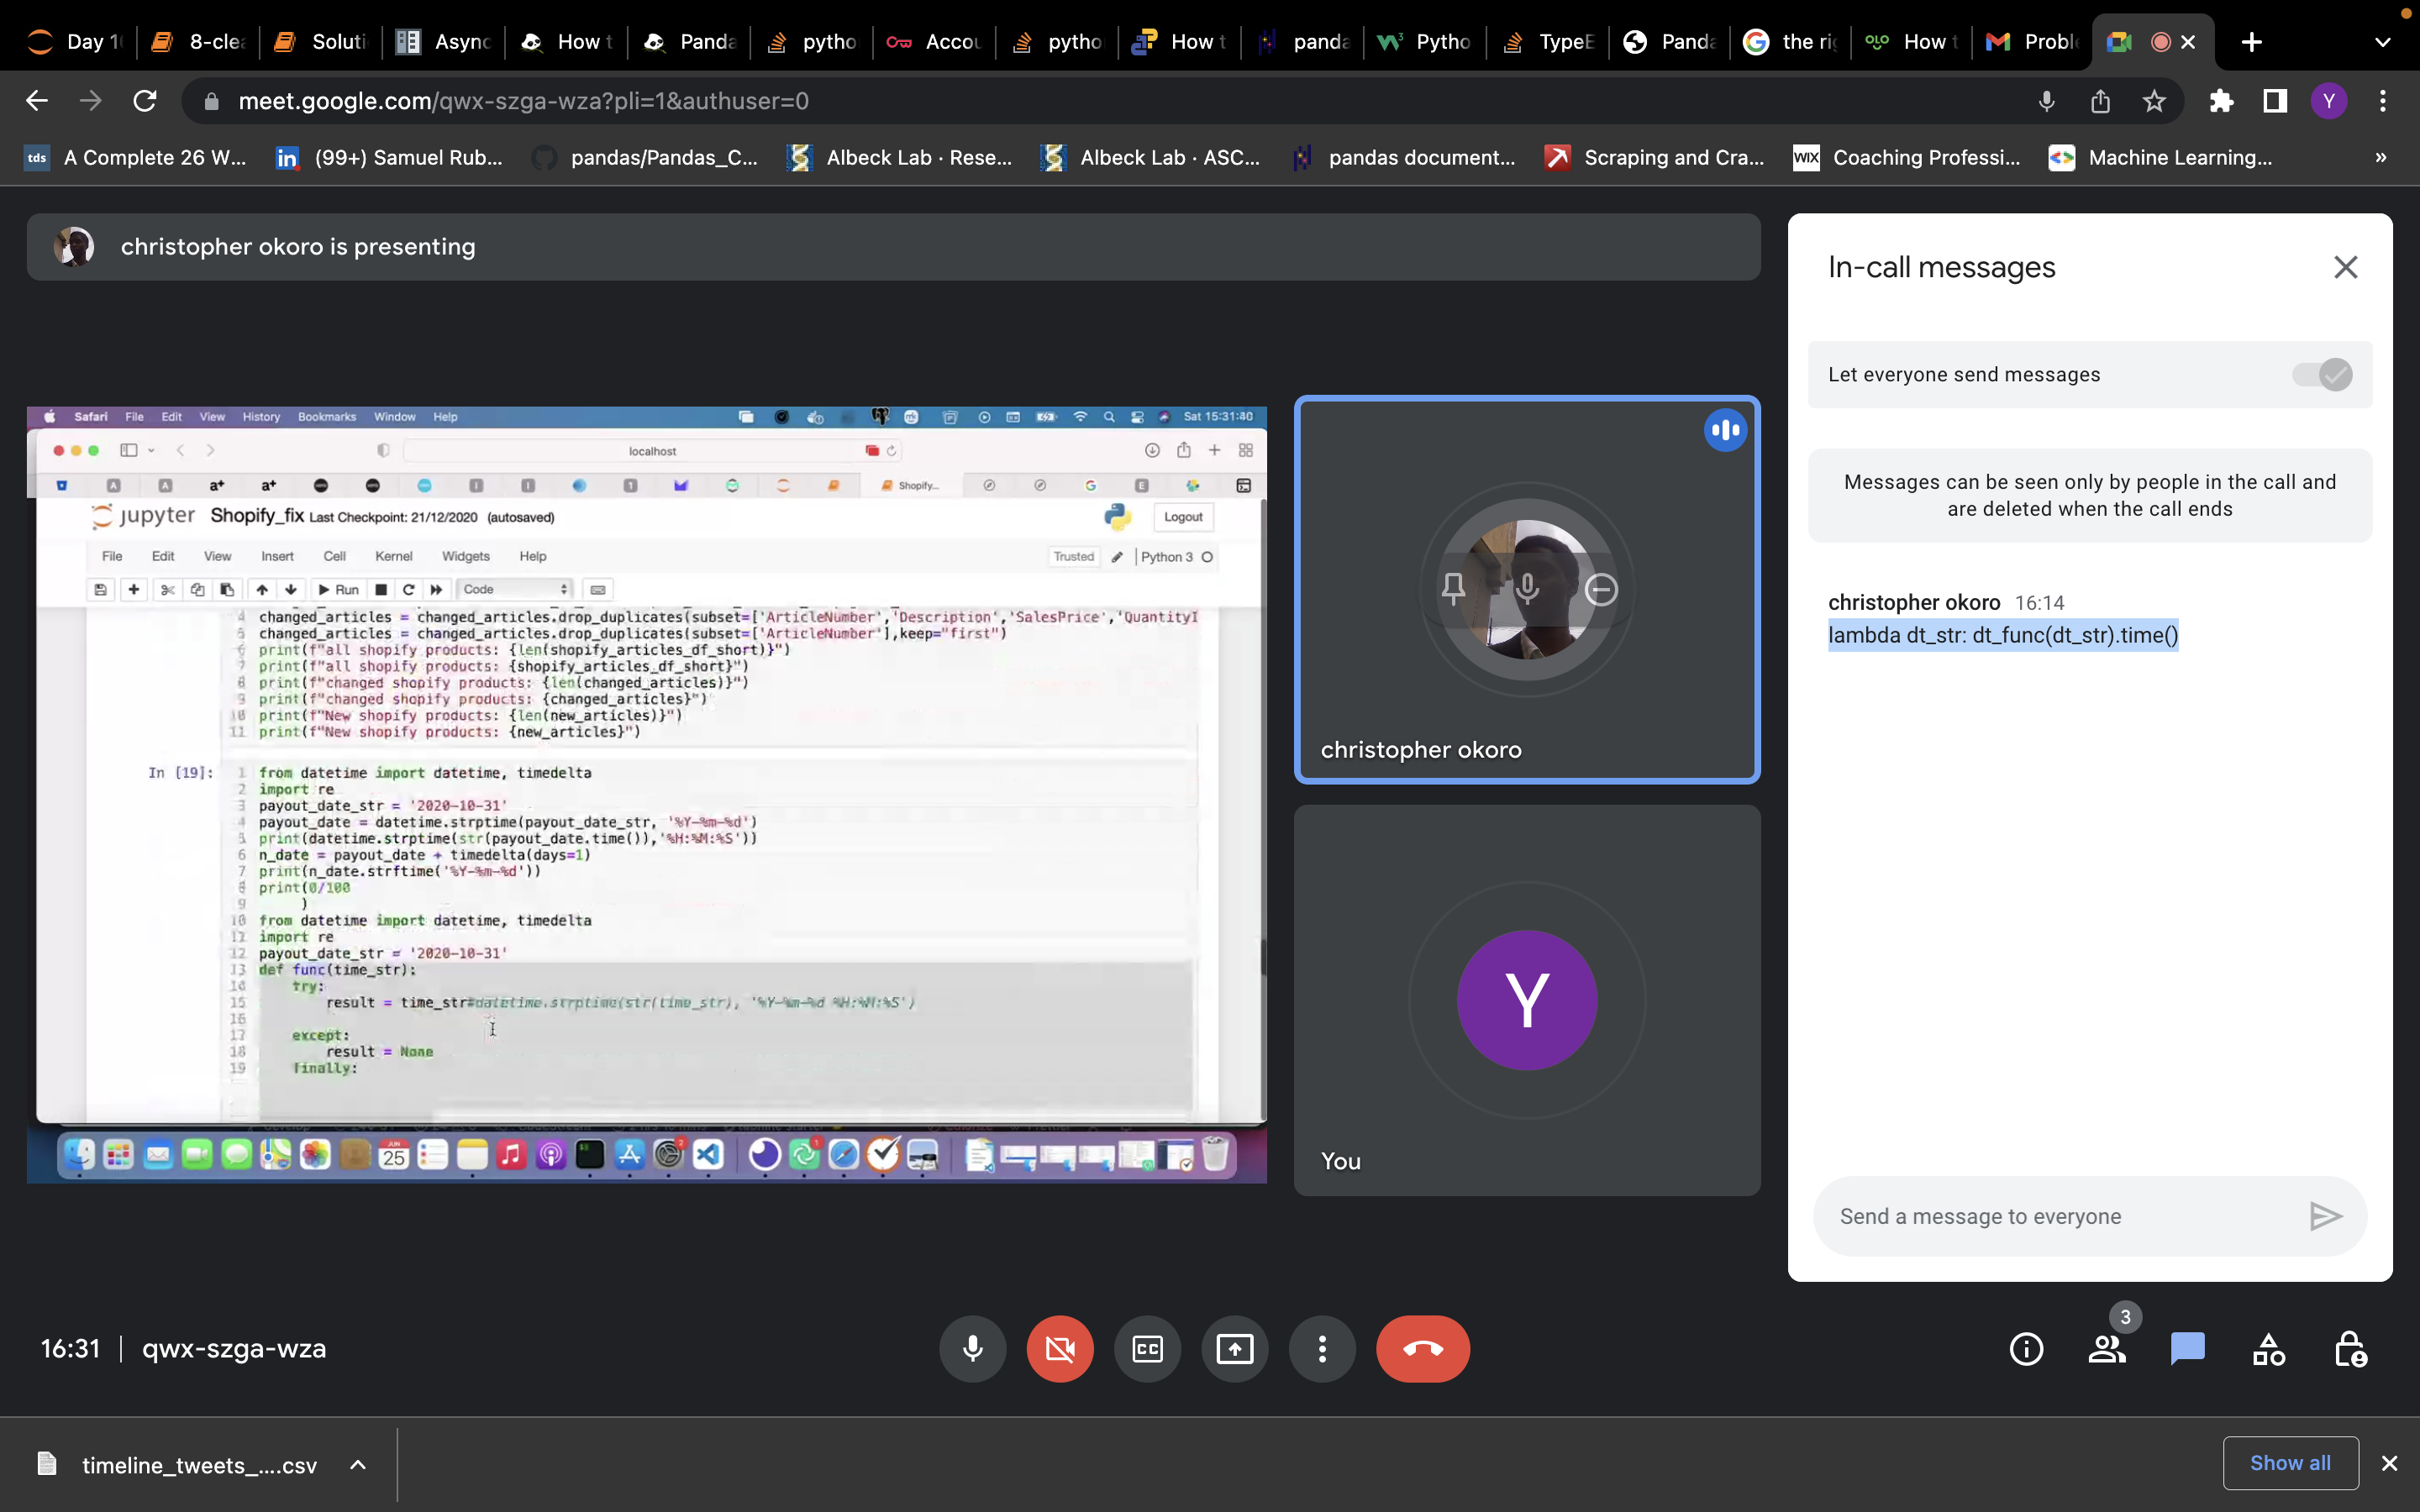 Day 1
8-clea
Soluti
Async
How t
Panda
pytho
Accou
pytho
How t
panda
Pytho
TypeE
Panda
the rig
How t
Proble
meet.google.com/qwx-szga-wza?pli=1&authuser=0
Y
tds A Complete 26 W...
in (99+) Samuel Rub...
pandas/Pandas_C...
Albeck Lab · Rese...
Albeck Lab · ASC...
pandas document...
Scraping and Cra...
WIX Coaching Professi...
Machine Learning...
»
christopher okoro is presenting
Safari File Edit View History Bookmarks Window Help
Sat 15:31:40
localhost
Shopify...
jupyter Shopify_fix Last Checkpoint: 21/12/2020 (autosaved)
Logout
File Edit View Insert Cell Kernel Widgets Help
Trusted
Python 3
Run
Code
4 changed_articles = changed_articles.drop_duplicates(subset=['ArticleNumber','Description','SalesPrice','QuantityI
5 changed_articles = changed_articles.drop_duplicates(subset=['ArticleNumber'],keep="first")
6 print(f"all shopify products: {len(shopify_articles_df_short)}")
7 print(f"all shopify products: {shopify_articles_df_short}")
8 print(f"changed shopify products: {len(changed_articles)}")
9 print(f"changed shopify products: {changed_articles}")
10 print(f"New shopify products: {len(new_articles)}")
11 print(f"New shopify products: {new_articles}")
In [19]:
1 from datetime import datetime, timedelta
2 import re
3 payout_date_str = '2020-10-31'
4 payout_date = datetime.strptime(payout_date_str, '%Y-%m-%d')
5 print(datetime.strptime(str(payout_date.time()),'%H:%M:%S'))
6 n_date = payout_date + timedelta(days=1)
7 print(n_date.strftime('%Y-%m-%d'))
8 print(0/100
9 )
10 from datetime import datetime, timedelta
11 import re
12 payout_date_str = '2020-10-31'
13 def func(time_str):
14 try:
15 result = time_str#datetime.strptime(str(time_str), '%Y-%m-%d %H:%M:%S')
16
17 except:
18 result = None
19 finally:
JUN
25
christopher okoro
Y
You
In-call messages
Let everyone send messages
Messages can be seen only by people in the call and
are deleted when the call ends
christopher okoro 16:14
lambda dt_str: dt_func(dt_str).time()
Send a message to everyone
16:31 | qwx-szga-wza
CC
3
timeline_tweets_....csv
Show all